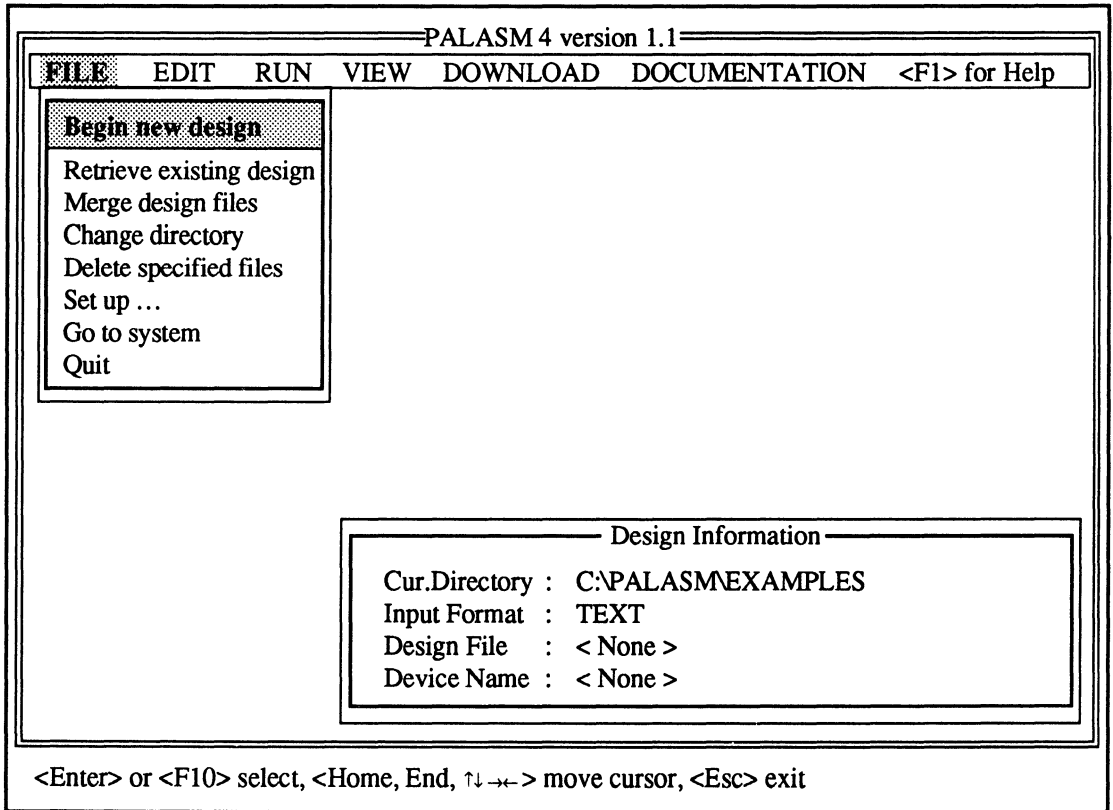 PALASM 4 version 1.1
FILE EDIT RUN VIEW DOWNLOAD DOCUMENTATION <F1> for Help
Begin new design
Retrieve existing design
Merge design files
Change directory
Delete specified files
Set up ...
Go to system
Quit
Design Information
Cur.Directory : C:\PALASM\EXAMPLES
Input Format : TEXT
Design File : < None >
Device Name : < None >
<Enter> or <F10> select, <Home, End, ↑↓→← > move cursor, <Esc> exit